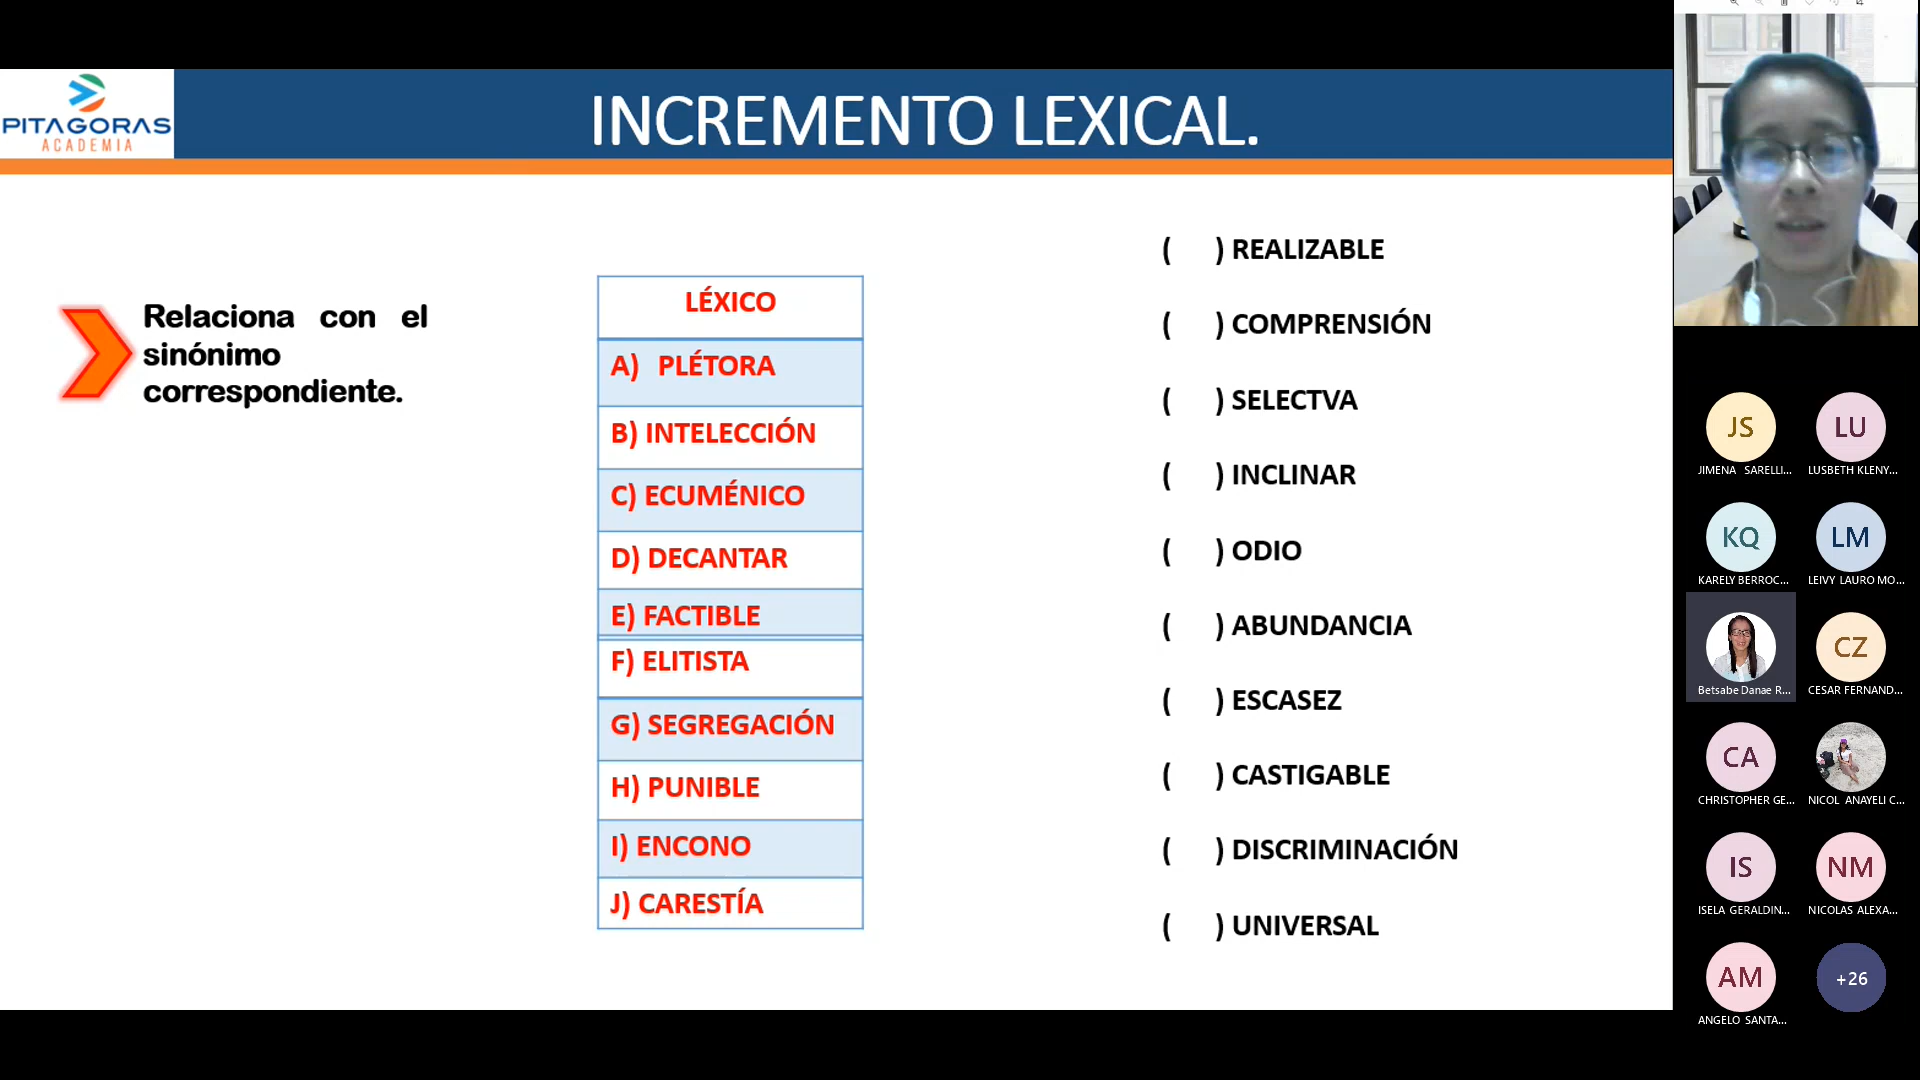 PITAGORAS
ACADEMIA
INCREMENTO LEXICAL.
Relaciona con el
sinónimo
correspondiente.
LÉXICO
A) PLÉTORA
B) INTELECCIÓN
C) ECUMÉNICO
D) DECANTAR
E) FACTIBLE
F) ELITISTA
G) SEGREGACIÓN
H) PUNIBLE
I) ENCONO
J) CARESTÍA
( ) REALIZABLE
( ) COMPRENSIÓN
( ) SELECTVA
( ) INCLINAR
( ) ODIO
( ) ABUNDANCIA
( ) ESCASEZ
( ) CASTIGABLE
( ) DISCRIMINACIÓN
( ) UNIVERSAL
JS
JIMENA SARELLI...
LU
LUSBETH KLENY...
KQ
KARELY BERROC...
LM
LEIVY LAURO MO...
Betsabe Danae R...
CZ
CESAR FERNAND...
CA
CHRISTOPHER GE...
NICOL ANAYELI C...
IS
ISELA GERALDIN...
NM
NICOLAS ALEXA...
AM
ANGELO SANTA...
+26